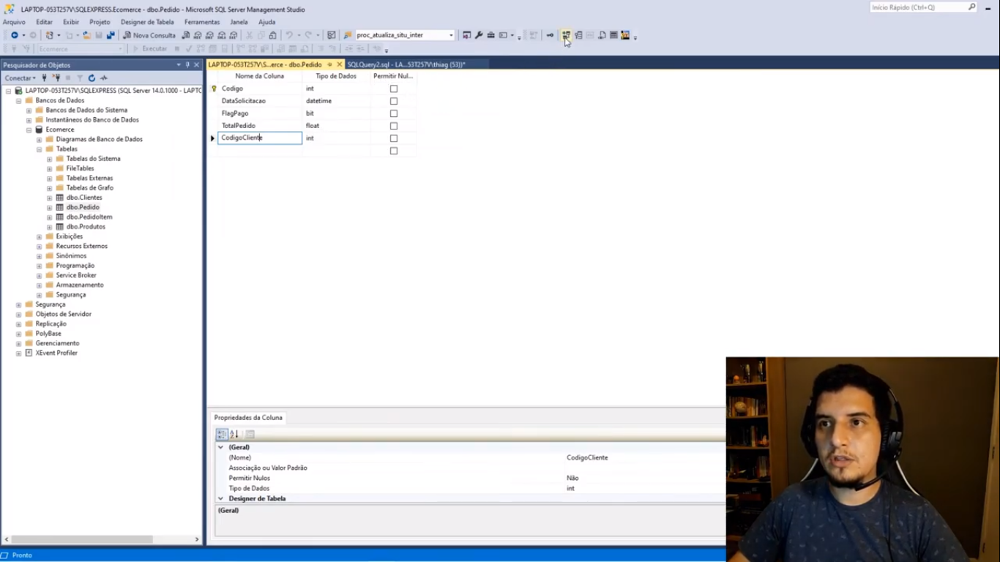 LAPTOP-053T257V\SQLEXPRESS.Ecomerce - dbo.Pedido - Microsoft SQL Server Management Studio
Início Rápido (Ctrl+Q)
Arquivo Editar Exibir Projeto Designer de Tabela Ferramentas Janela Ajuda
Nova Consulta proc_atualiza_situ_inter
Ecomerce Executar
Pesquisador de Objetos
LAPTOP-053T257V\S...erce - dbo.Pedido SQLQuery2.sql - LA...53T257V\thiag (53))*
Conectar
LAPTOP-053T257V\SQLEXPRESS (SQL Server 14.0.1000 - LAPTC
Bancos de Dados
Bancos de Dados do Sistema
Instantâneos do Banco de Dados
Ecomerce
Diagramas de Banco de Dados
Tabelas
Tabelas do Sistema
FileTables
Tabelas Externas
Tabelas de Grafo
dbo.Clientes
dbo.Pedido
dbo.PedidoItem
dbo.Produtos
Exibições
Recursos Externos
Sinônimos
Programação
Service Broker
Armazenamento
Segurança
Segurança
Objetos de Servidor
Replicação
PolyBase
Gerenciamento
XEvent Profiler
Nome da Coluna Tipo de Dados Permitir Nul...
Codigo int
DataSolicitacao datetime
FlagPago bit
TotalPedido float
CodigoCliente int
Propriedades da Coluna
(Geral)
(Nome) CodigoCliente
Associação ou Valor Padrão
Permitir Nulos Não
Tipo de Dados int
Designer de Tabela
(Geral)
Pronto